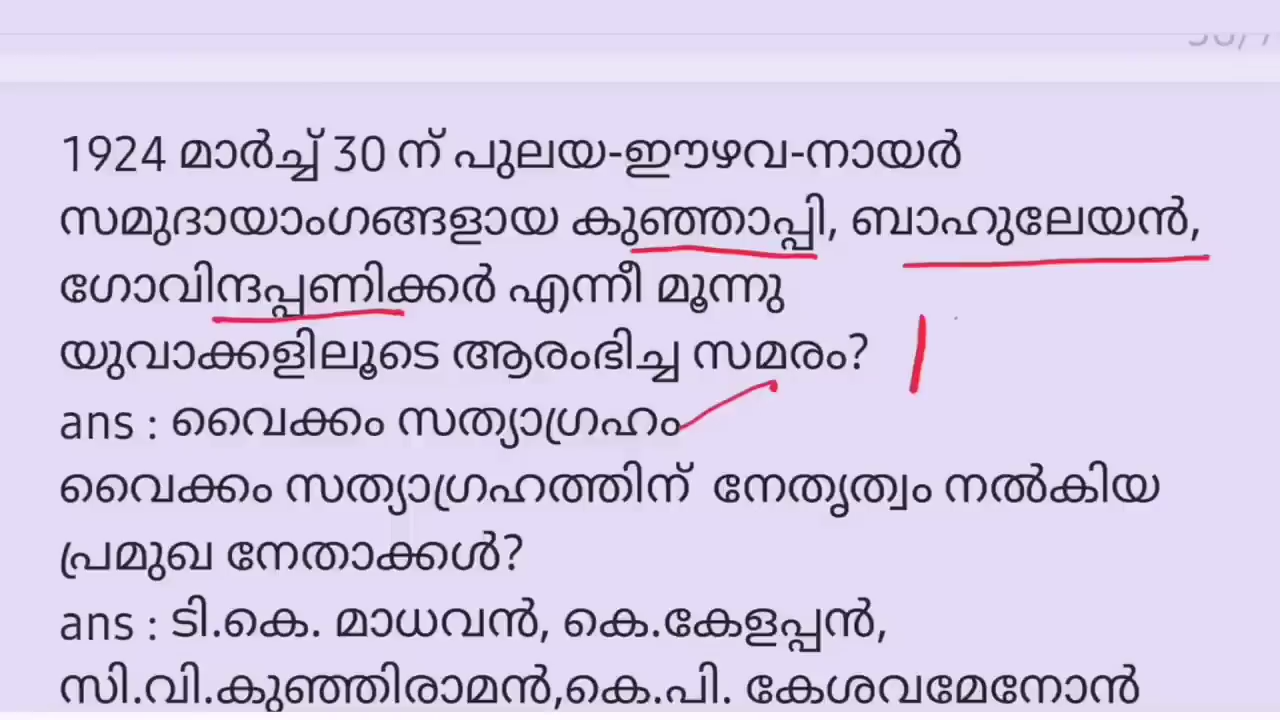 1924 മാർച്ച് 30 ന് പുലയ-ഈഴവ-നായർ
സമുദായാംഗങ്ങളായ കുഞ്ഞാപ്പി, ബാഹുലേയൻ,
ഗോവിന്ദപ്പണിക്കർ എന്നീ മൂന്നു
യുവാക്കളിലൂടെ ആരംഭിച്ച സമരം?
ans : വൈക്കം സത്യാഗ്രഹം
വൈക്കം സത്യാഗ്രഹത്തിന് നേതൃത്വം നൽകിയ
പ്രമുഖ നേതാക്കൾ?
ans : ടി.കെ. മാധവൻ, കെ.കേളപ്പൻ,
സി.വി.കുഞ്ഞിരാമൻ,കെ.പി. കേശവമേനോൻ